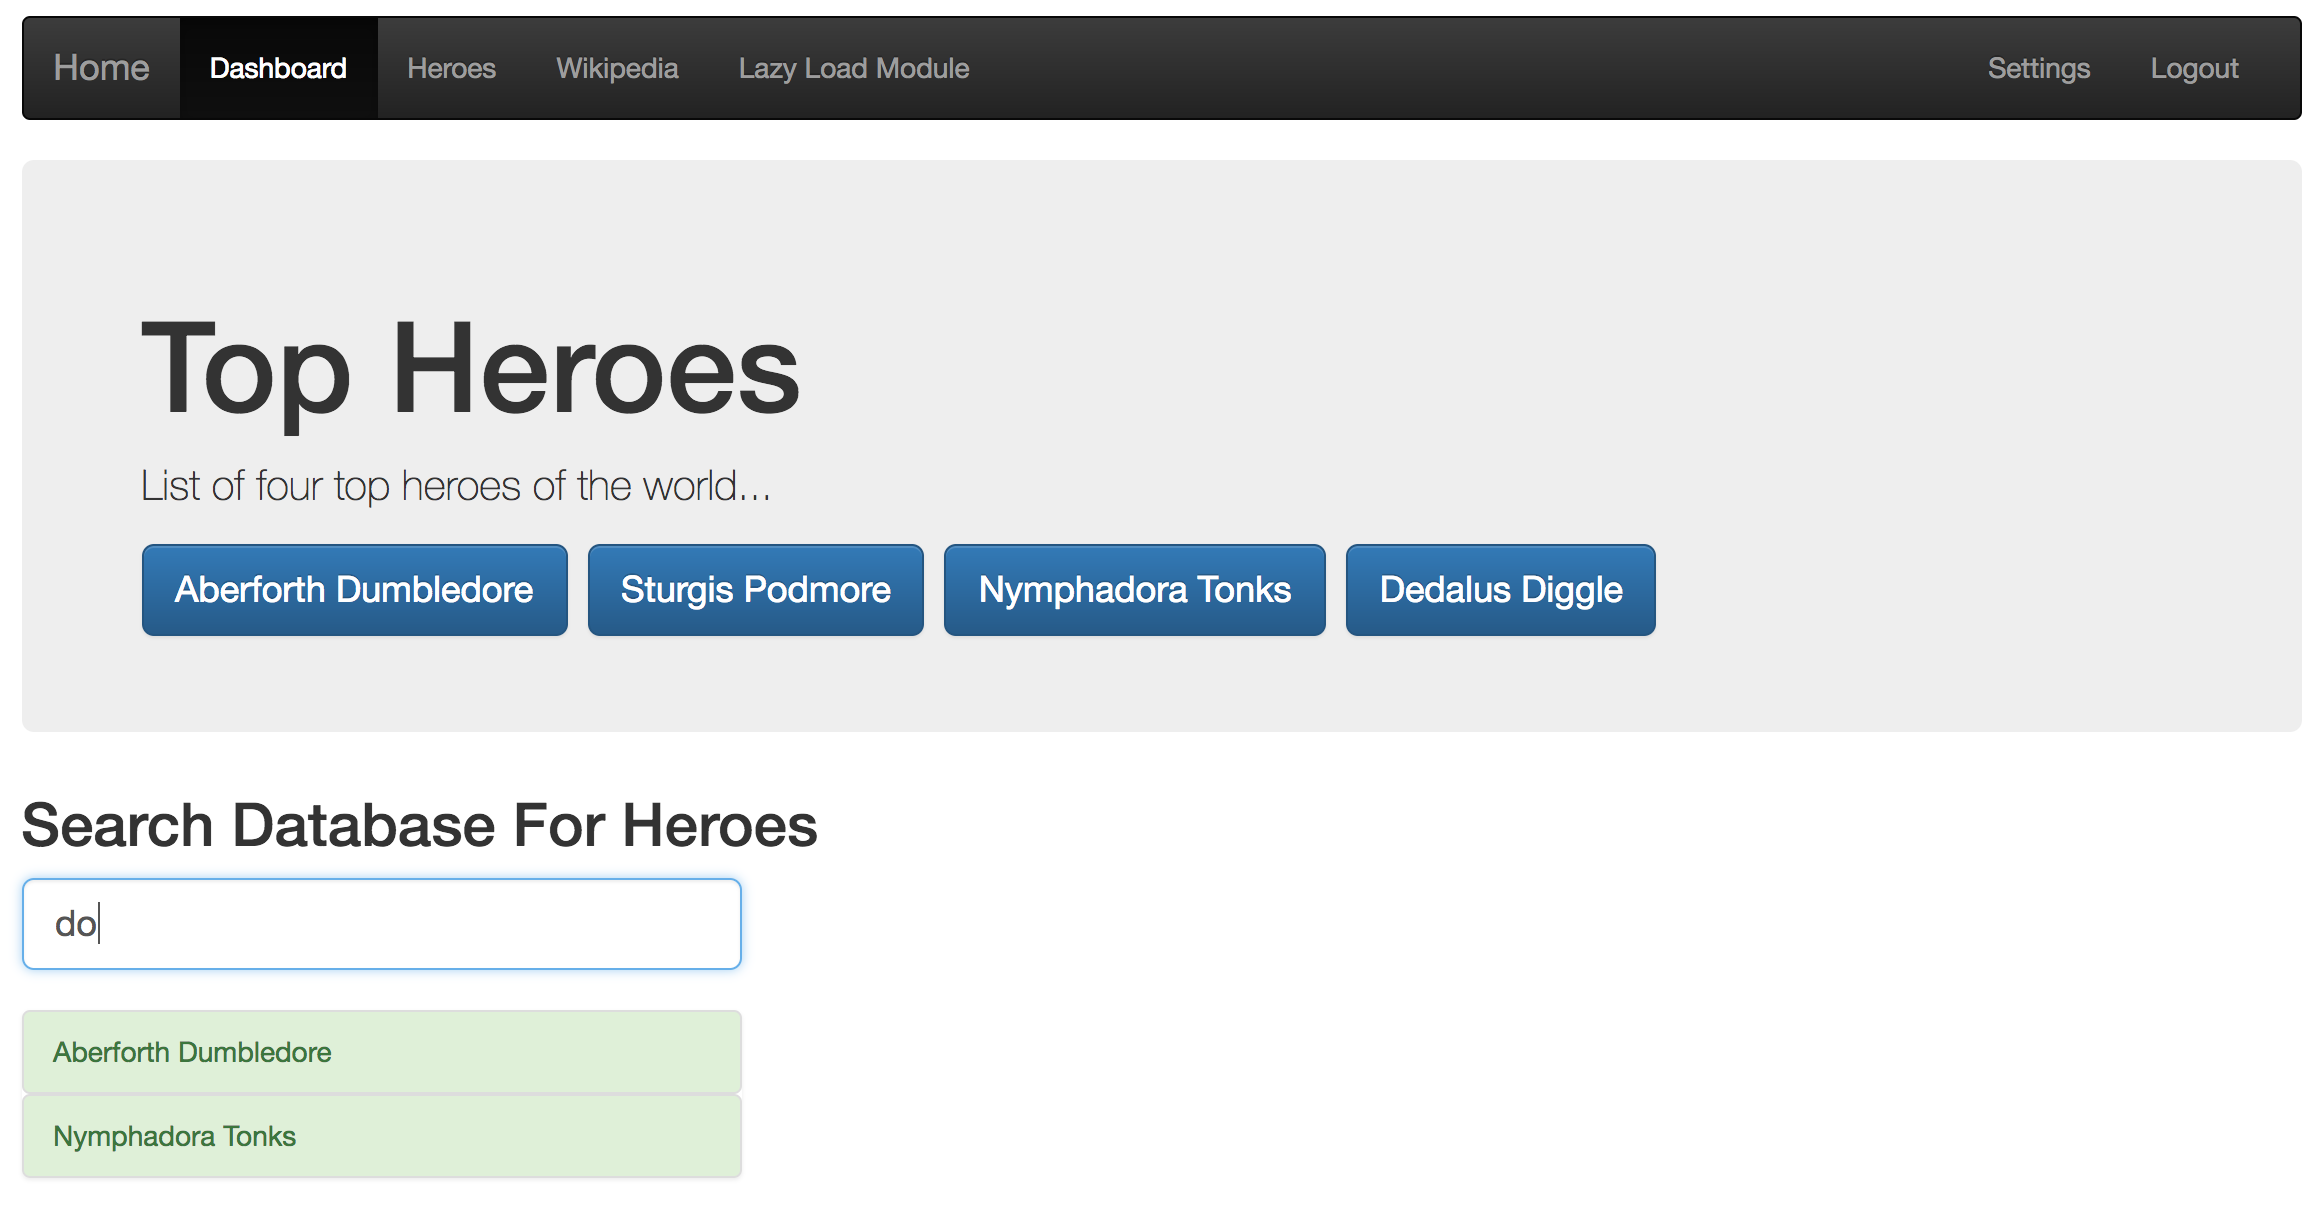 Home Dashboard Heroes Wikipedia Lazy Load Module Settings Logout
Top Heroes
List of four top heroes of the world...
Aberforth Dumbledore Sturgis Podmore Nymphadora Tonks Dedalus Diggle
Search Database For Heroes
do
Aberforth Dumbledore
Nymphadora Tonks